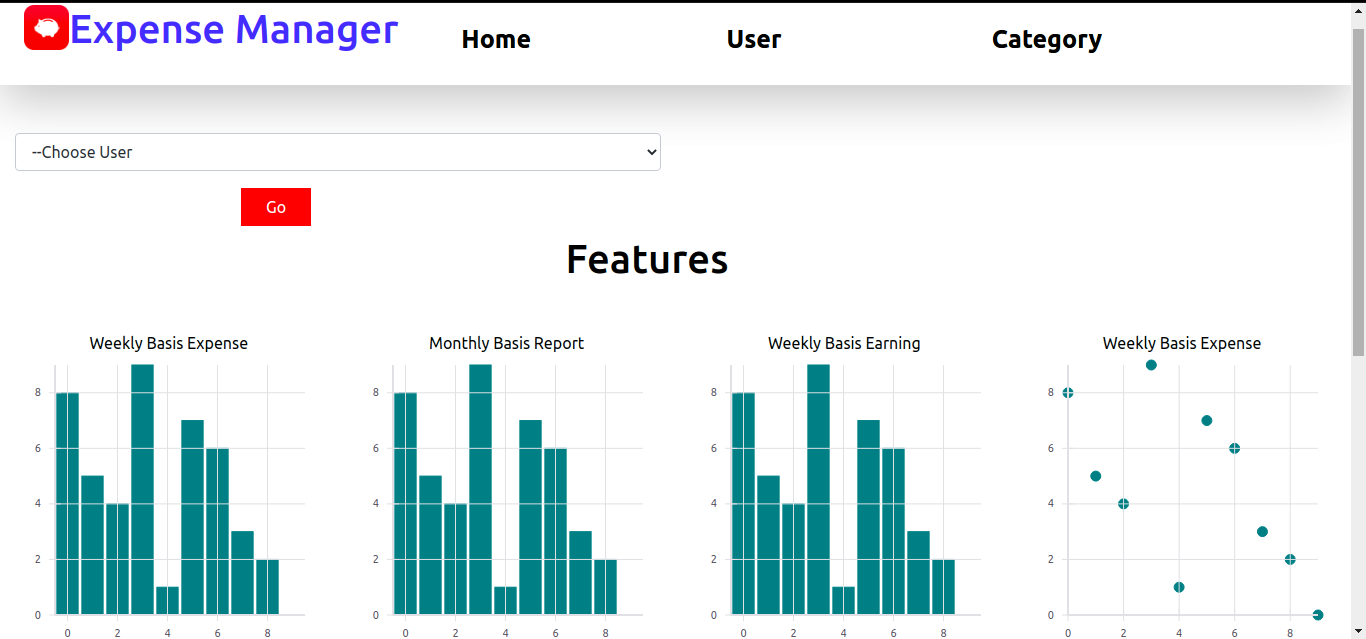 Expense Manager Home User Category
--Choose User
Go
Features
Weekly Basis Expense Monthly Basis Report Weekly Basis Earning Weekly Basis Expense
8 8 8 8
6 6 6 6
4 4 4 4
2 2 2 2
0 0 0 0
0 2 4 6 8 0 2 4 6 8 0 2 4 6 8 0 2 4 6 8